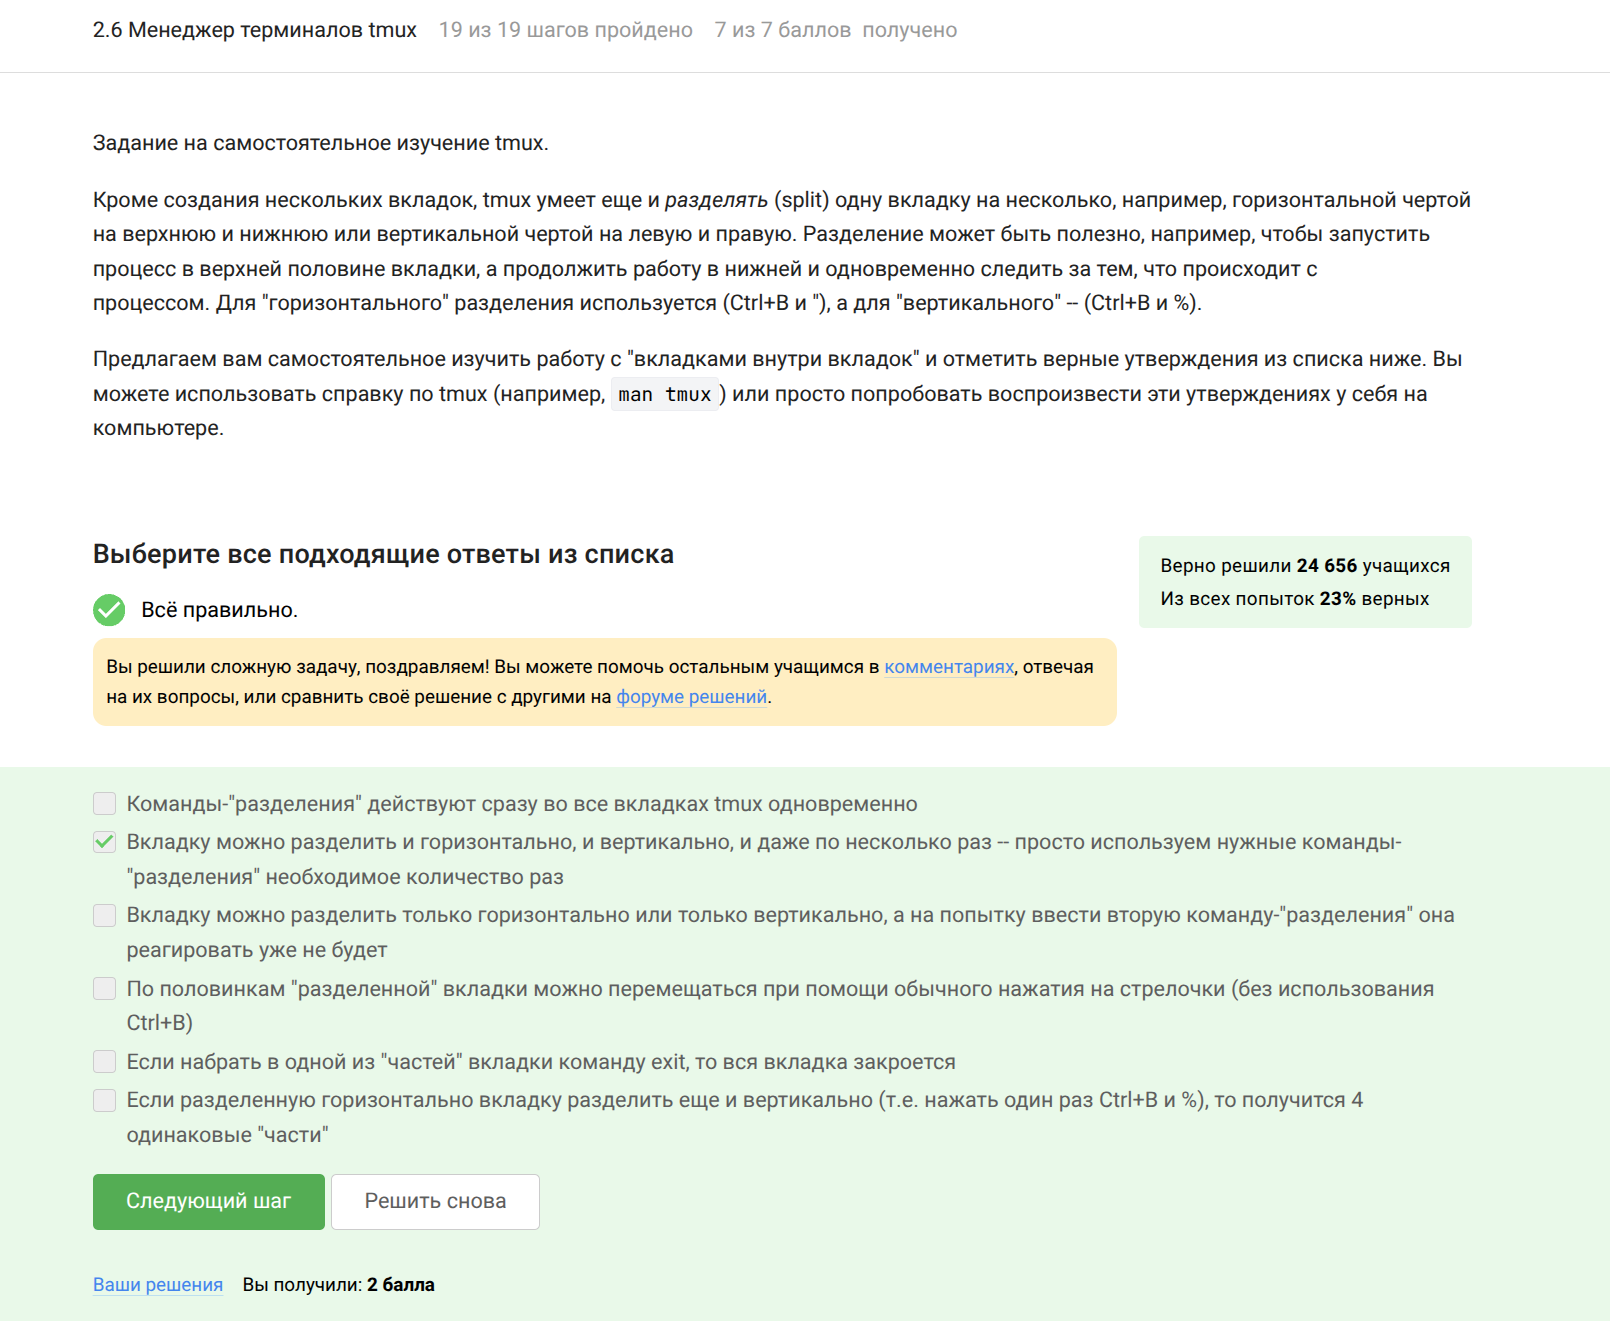 2.6 Менеджер терминалов tmux 19 из 19 шагов пройдено 7 из 7 баллов получено
Задание на самостоятельное изучение tmux.
Кроме создания нескольких вкладок, tmux умеет еще и разделять (split) одну вкладку на несколько, например, горизонтальной чертой
на верхнюю и нижнюю или вертикальной чертой на левую и правую. Разделение может быть полезно, например, чтобы запустить
процесс в верхней половине вкладки, а продолжить работу в нижней и одновременно следить за тем, что происходит с
процессом. Для "горизонтального" разделения используется (Ctrl+B и "), а для "вертикального" -- (Ctrl+B и %).
Предлагаем вам самостоятельное изучить работу с "вкладками внутри вкладок" и отметить верные утверждения из списка ниже. Вы
можете использовать справку по tmux (например, man tmux) или просто попробовать воспроизвести эти утверждениях у себя на
компьютере.
Выберите все подходящие ответы из списка
Всё правильно.
Верно решили 24 656 учащихся
Из всех попыток 23% верных
Вы решили сложную задачу, поздравляем! Вы можете помочь остальным учащимся в комментариях, отвечая
на их вопросы, или сравнить своё решение с другими на форуме решений.
Команды-"разделения" действуют сразу во все вкладках tmux одновременно
Вкладку можно разделить и горизонтально, и вертикально, и даже по несколько раз -- просто используем нужные команды-
"разделения" необходимое количество раз
Вкладку можно разделить только горизонтально или только вертикально, а на попытку ввести вторую команду-"разделения" она
реагировать уже не будет
По половинкам "разделенной" вкладки можно перемещаться при помощи обычного нажатия на стрелочки (без использования
Ctrl+B)
Если набрать в одной из "частей" вкладки команду exit, то вся вкладка закроется
Если разделенную горизонтально вкладку разделить еще и вертикально (т.е. нажать один раз Ctrl+B и %), то получится 4
одинаковые "части"
Следующий шаг Решить снова
Ваши решения Вы получили: 2 балла